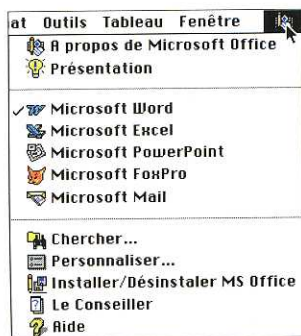 at Outils Tableau Fenêtre
A propos de Microsoft Office
Présentation
Microsoft Word
Microsoft Excel
Microsoft PowerPoint
Microsoft FoxPro
Microsoft Mail
Chercher...
Personnaliser...
Installer/Désinstaler MS Office
Le Conseiller
Aide